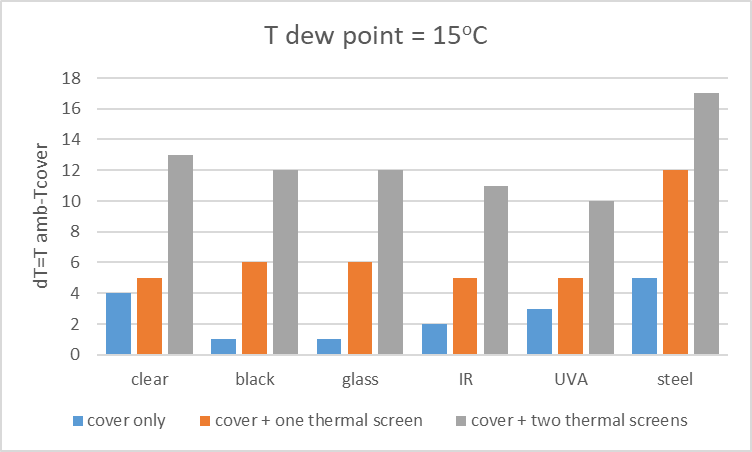 T dew point = 15°C
18
16
14
12
10
8
6
4
2
0
dT=T amb-Tcover
clear black glass IR UVA steel
cover only cover + one thermal screen cover + two thermal screens